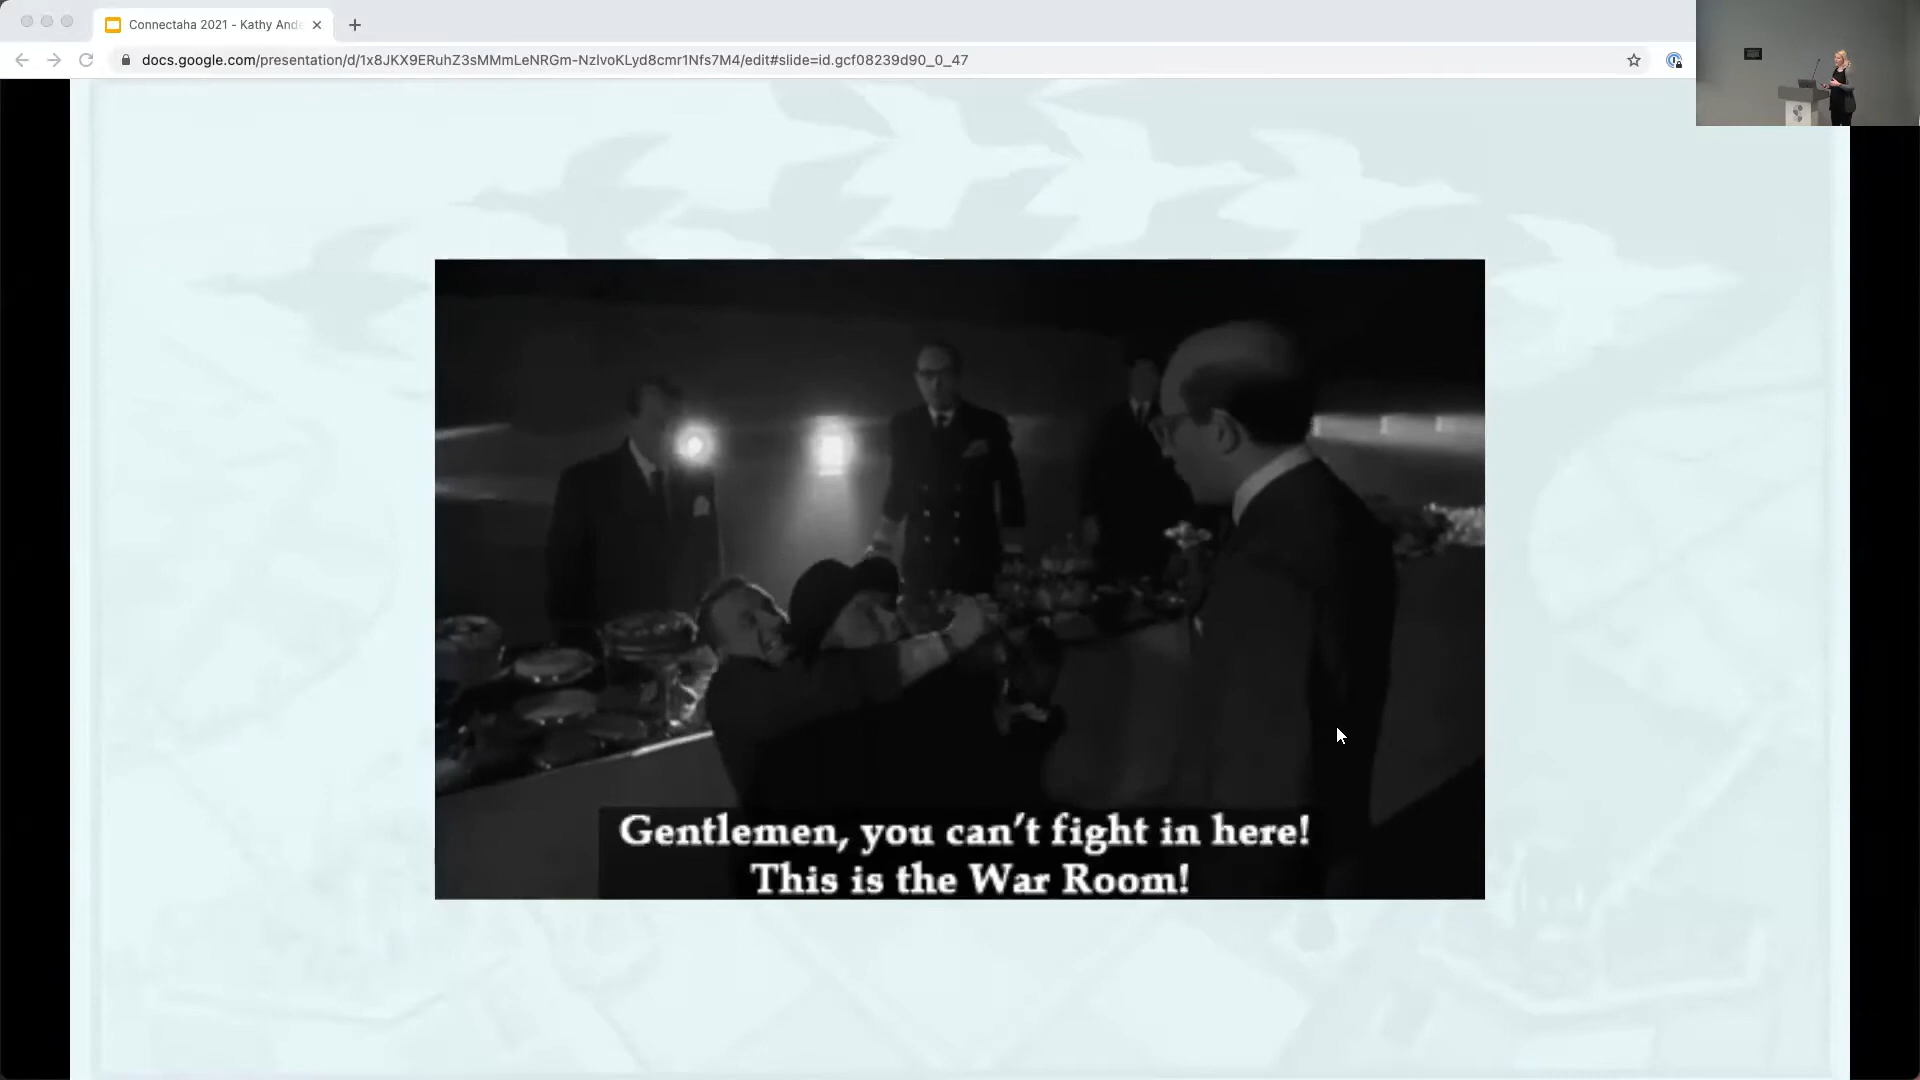 Connectaha 2021 - Kathy Ande
docs.google.com/presentation/d/1x8JKX9ERuhZ3sMMmLeNRGm-NzlvoKLyd8cmr1Nfs7M4/edit#slide=id.gcf08239d90_0_47
Gentlemen, you can't fight in here!
This is the War Room!